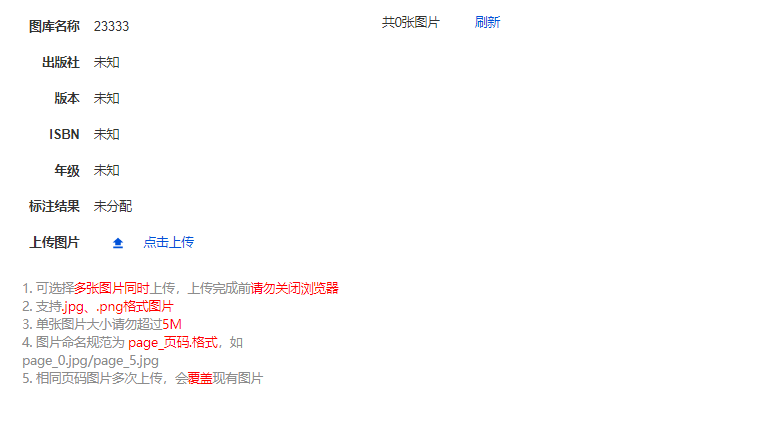 图库名称 23333
共0张图片 刷新
出版社 未知
版本 未知
ISBN 未知
年级 未知
标注结果 未分配
上传图片 点击上传
1. 可选择多张图片同时上传，上传完成前请勿关闭浏览器
2. 支持.jpg、.png格式图片
3. 单张图片大小请勿超过5M
4. 图片命名规范为 page_页码.格式，如
page_0.jpg/page_5.jpg
5. 相同页码图片多次上传，会覆盖现有图片